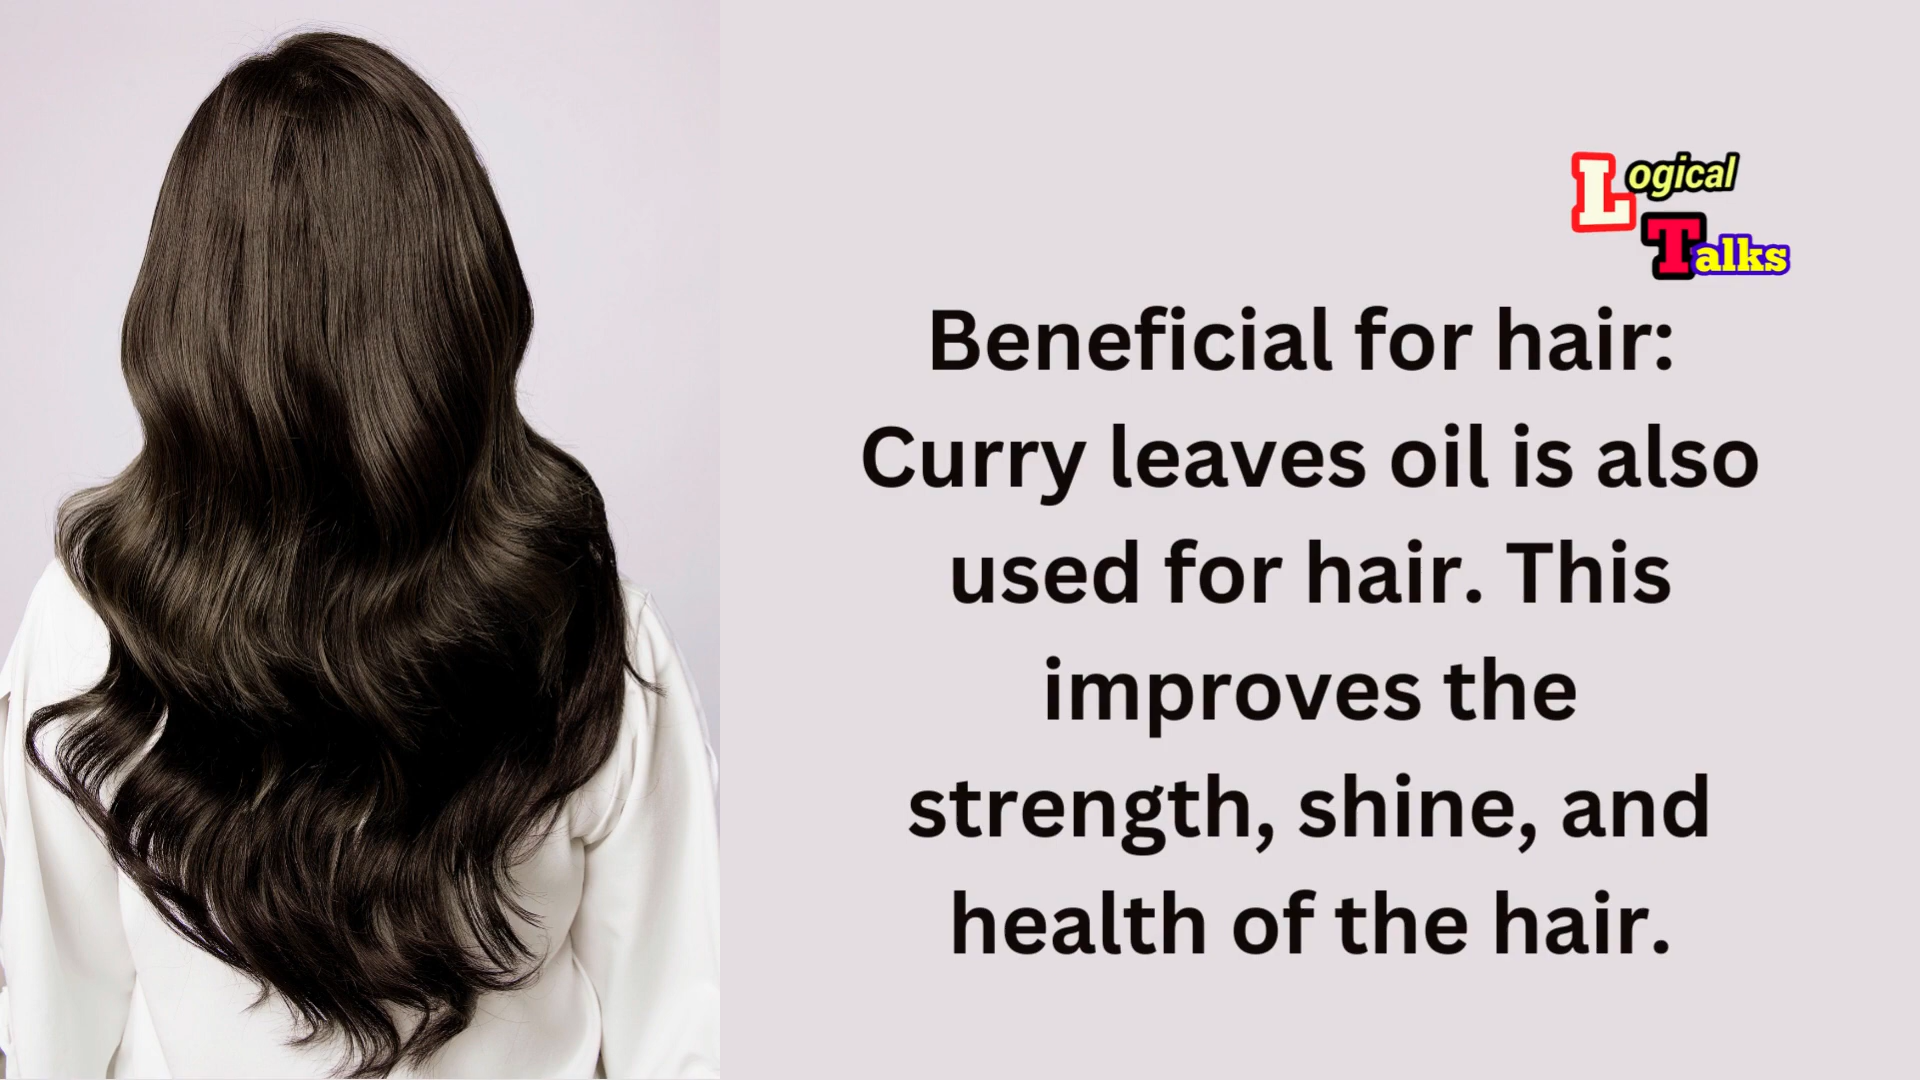 Logical
Talks
Beneficial for hair:
Curry leaves oil is also
used for hair. This
improves the
strength, shine, and
health of the hair.